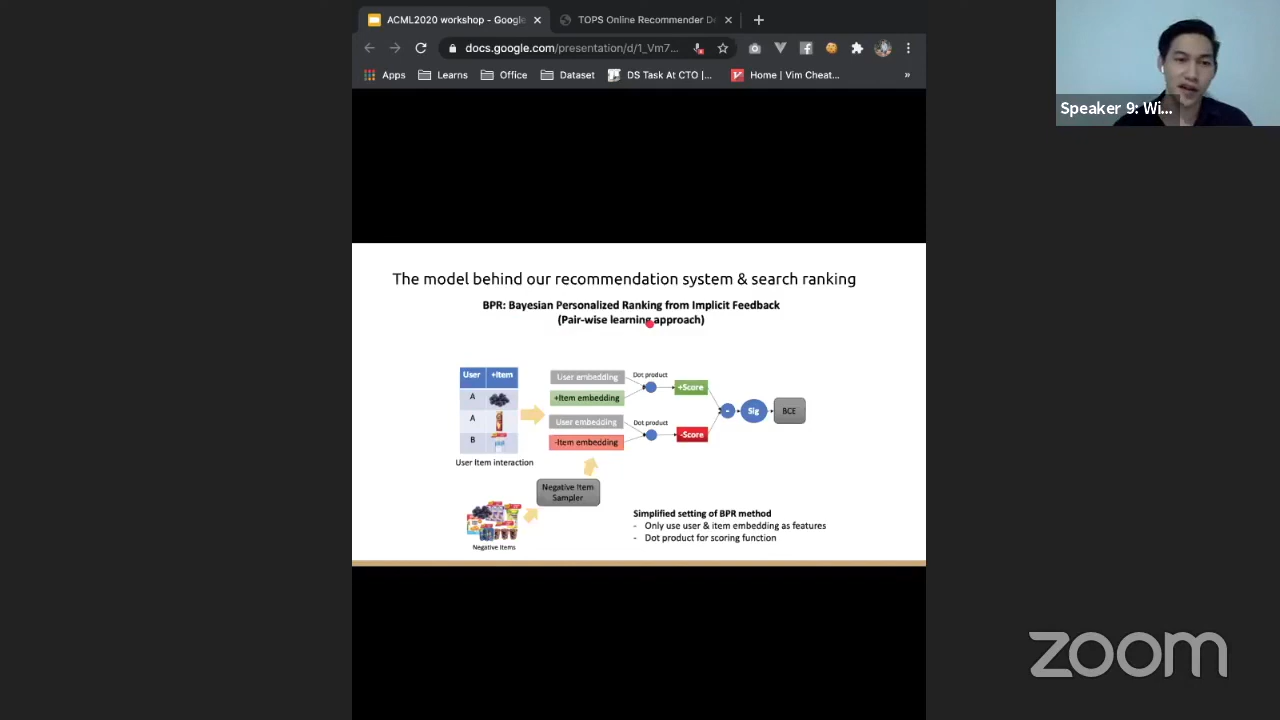 ACML2020 workshop - Google
TOPS Online Recommender De
docs.google.com/presentation/d/1_Vm7...
Apps
Learns
Office
Dataset
DS Task At CTO |...
Home | Vim Cheat...
»
Speaker 9: Wi...
The model behind our recommendation system & search ranking
BPR: Bayesian Personalized Ranking from Implicit Feedback
(Pair-wise learning approach)
User +Item
A
A
B
User Item interaction
User embedding
+Item embedding
User embedding
-Item embedding
Dot product
Dot product
+Score
-Score
-
Sig
BCE
Negative Item
Sampler
Negative Items
Simplified setting of BPR method
- Only use user & item embedding as features
- Dot product for scoring function
zoom